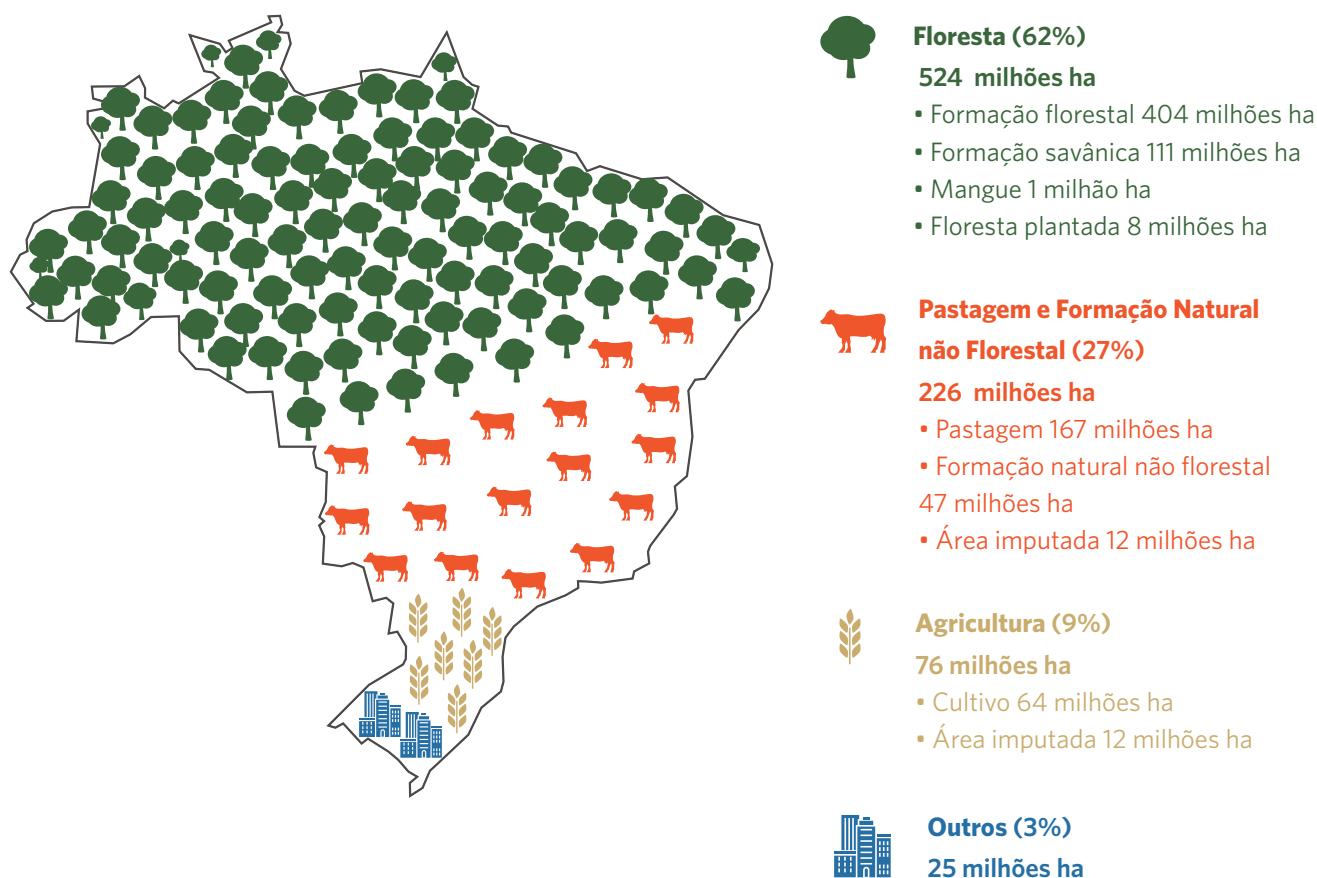 Floresta (62%)
524 milhões ha
• Formação florestal 404 milhões ha
• Formação savânica 111 milhões ha
• Mangue 1 milhão ha
• Floresta plantada 8 milhões ha
Pastagem e Formação Natural
não Florestal (27%)
226 milhões ha
• Pastagem 167 milhões ha
• Formação natural não florestal
47 milhões ha
• Área imputada 12 milhões ha
Agricultura (9%)
76 milhões ha
• Cultivo 64 milhões ha
• Área imputada 12 milhões ha
Outros (3%)
25 milhões ha